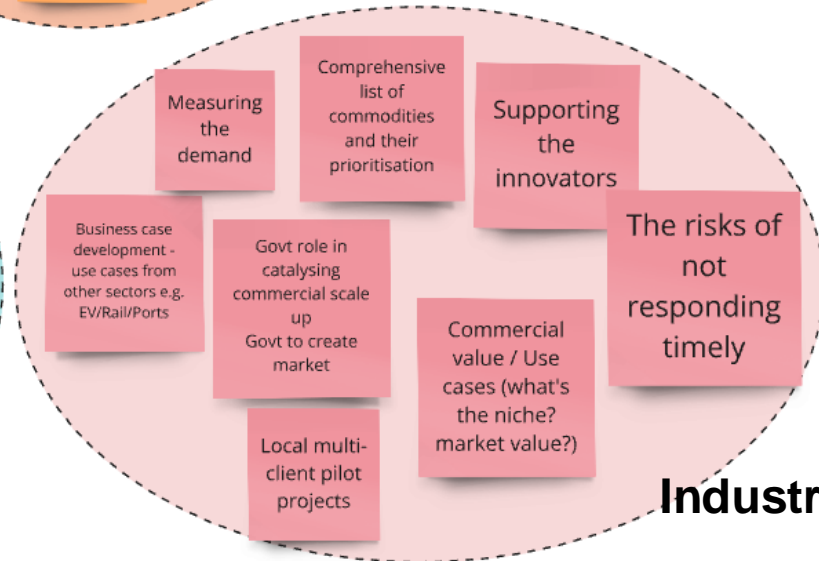 Measuring
the
demand
Comprehensive
list of
commodities
and their
prioritisation
Supporting
the
innovators
Business case
development -
use cases from
other sectors e.g.
EV/Rail/Ports
Govt role in
catalysing
commercial scale
up
Govt to create
market
The risks of
not
responding
timely
Commercial
value / Use
cases (what's
the niche?
market value?)
Local multi-
client pilot
projects
Industr